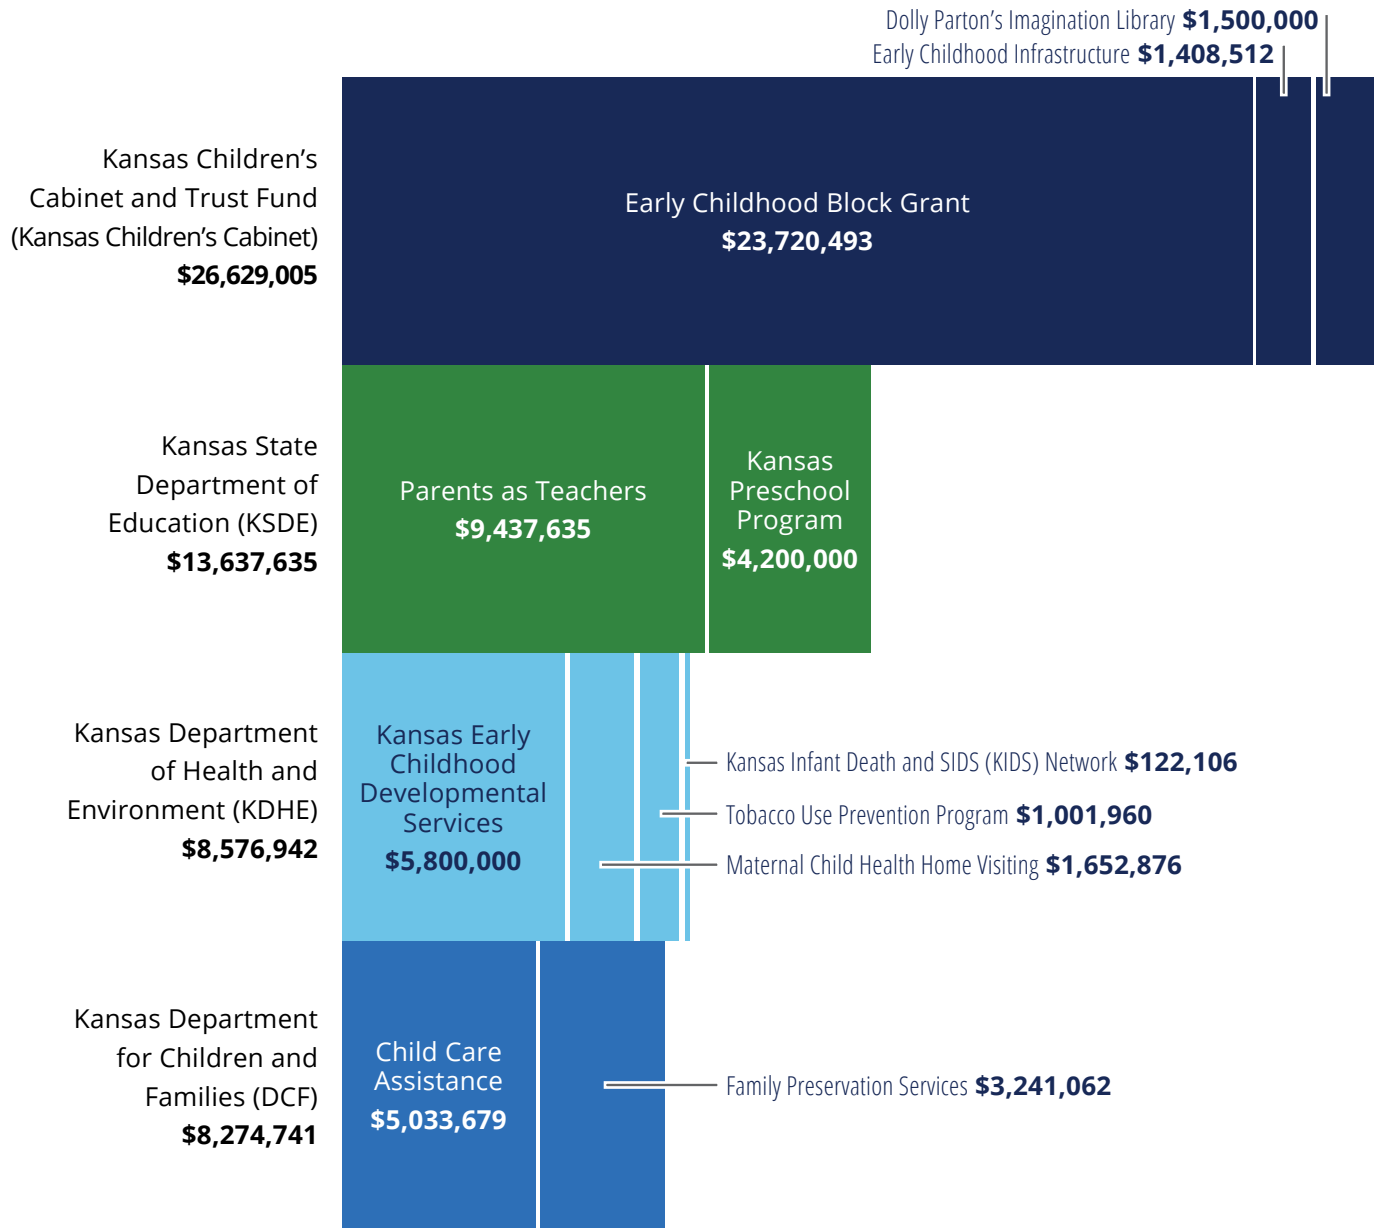 Dolly Parton’s Imagination Library $1,500,000
Early Childhood Infrastructure $1,408,512
Kansas Children’s
Cabinet and Trust Fund
(Kansas Children’s Cabinet)
$26,629,005
Early Childhood Block Grant
$23,720,493
Kansas State
Department of
Education (KSDE)
$13,637,635
Parents as Teachers
$9,437,635
Kansas
Preschool
Program
$4,200,000
Kansas Department
of Health and
Environment (KDHE)
$8,576,942
Kansas Early
Childhood
Developmental
Services
$5,800,000
Kansas Infant Death and SIDS (KIDS) Network $122,106
Tobacco Use Prevention Program $1,001,960
Maternal Child Health Home Visiting $1,652,876
Kansas Department
for Children and
Families (DCF)
$8,274,741
Child Care
Assistance
$5,033,679
Family Preservation Services $3,241,062